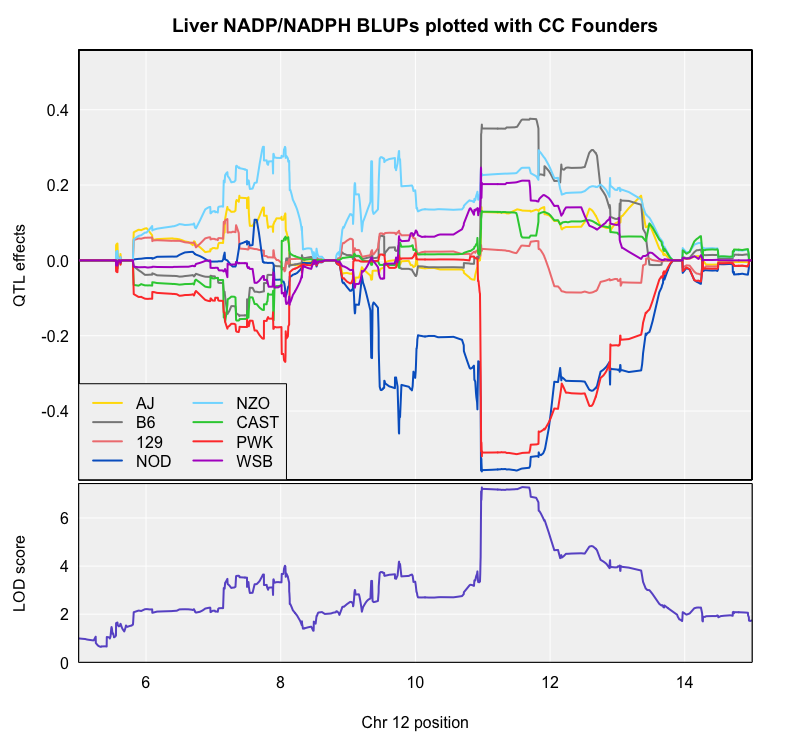 Liver NADP/NADPH BLUPs plotted with CC Founders
QTL effects
0.4
0.2
0.0
-0.2
-0.4
AJ NZO
B6 CAST
129 PWK
NOD WSB
LOD score
6
4
2
0
6 8 10 12 14
Chr 12 position